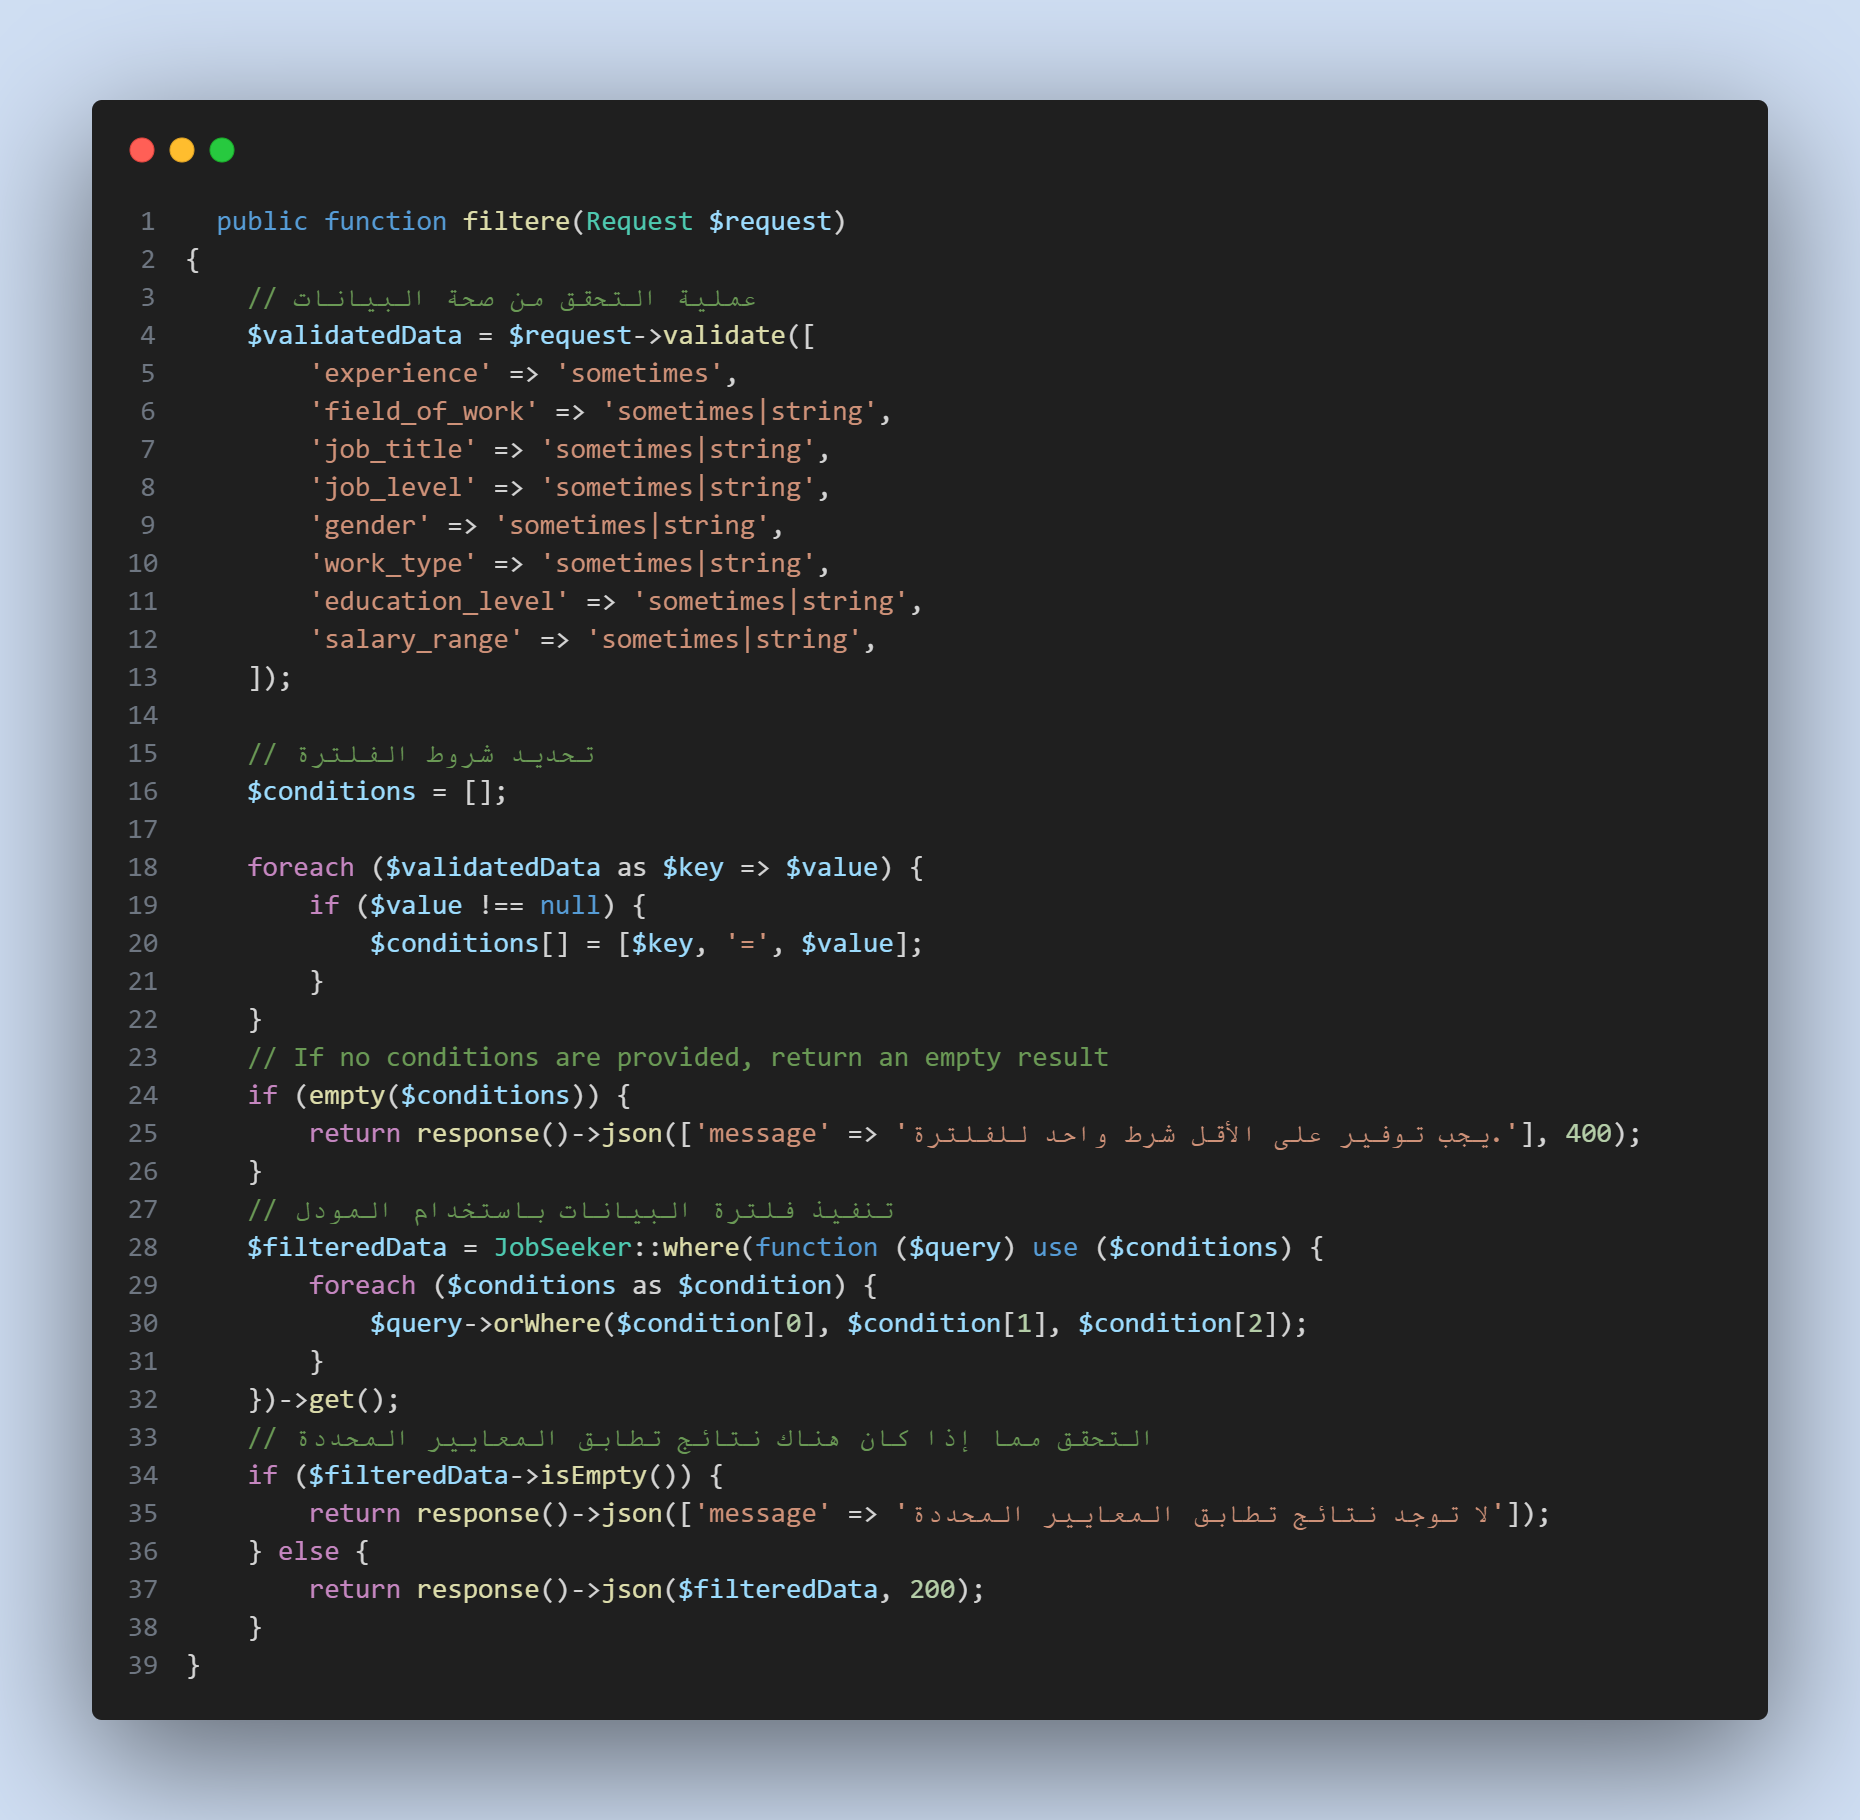 1   public function filtere(Request $request)
2 {
3     // عملية التحقق من صحة البيانات
4     $validatedData = $request->validate([
5         'experience' => 'sometimes',
6         'field_of_work' => 'sometimes|string',
7         'job_title' => 'sometimes|string',
8         'job_level' => 'sometimes|string',
9         'gender' => 'sometimes|string',
10         'work_type' => 'sometimes|string',
11         'education_level' => 'sometimes|string',
12         'salary_range' => 'sometimes|string',
13     ]);
14
15     // تحديد شروط الفلترة
16     $conditions = [];
17
18     foreach ($validatedData as $key => $value) {
19         if ($value !== null) {
20             $conditions[] = [$key, '=', $value];
21         }
22     }
23     // If no conditions are provided, return an empty result
24     if (empty($conditions)) {
25         return response()->json(['message' => 'يجب توفير على الأقل شرط واحد للفلترة.'], 400);
26     }
27     // تنفيذ فلترة البيانات باستخدام المودل
28     $filteredData = JobSeeker::where(function ($query) use ($conditions) {
29         foreach ($conditions as $condition) {
30             $query->orWhere($condition[0], $condition[1], $condition[2]);
31         }
32     })->get();
33     // التحقق مما إذا كان هناك نتائج تطابق المعايير المحددة
34     if ($filteredData->isEmpty()) {
35         return response()->json(['message' => 'لا توجد نتائج تطابق المعايير المحددة']);
36     } else {
37         return response()->json($filteredData, 200);
38     }
39 }